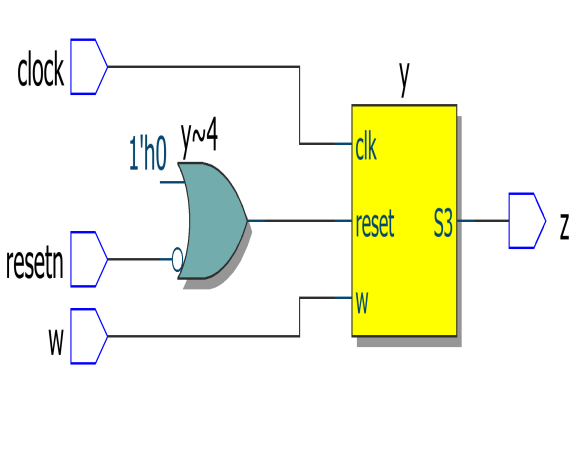 clock
y
1'h0
y~4
clk
reset
S3
z
resetn
w
w